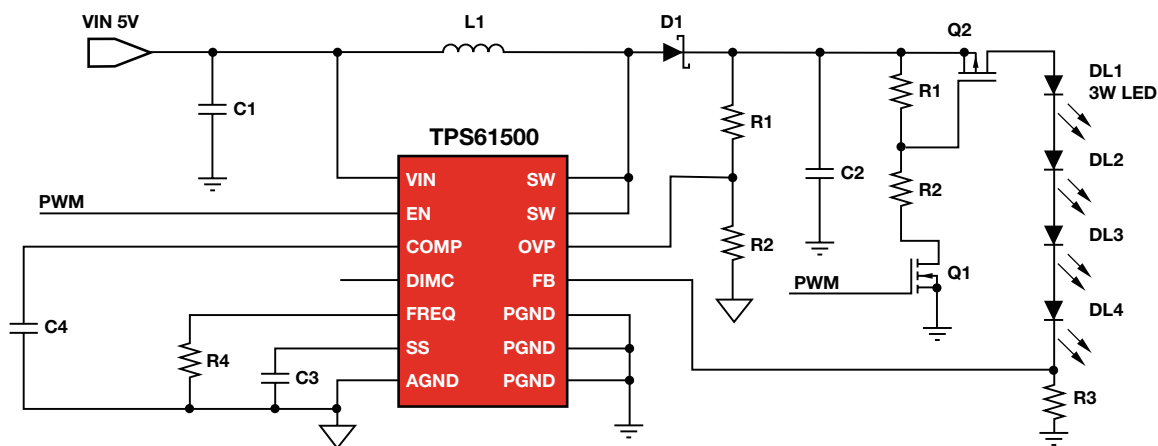 VIN 5V
L1
D1
Q2
DL1
3W LED
C1
R1
R1
TPS61500
C2
DL2
VIN
SW
R2
PWM
EN
SW
COMP
OVP
R2
DL3
DIMC
FB
PWM
Q1
DL4
C4
FREQ
PGND
R4
SS
PGND
C3
AGND
PGND
R3